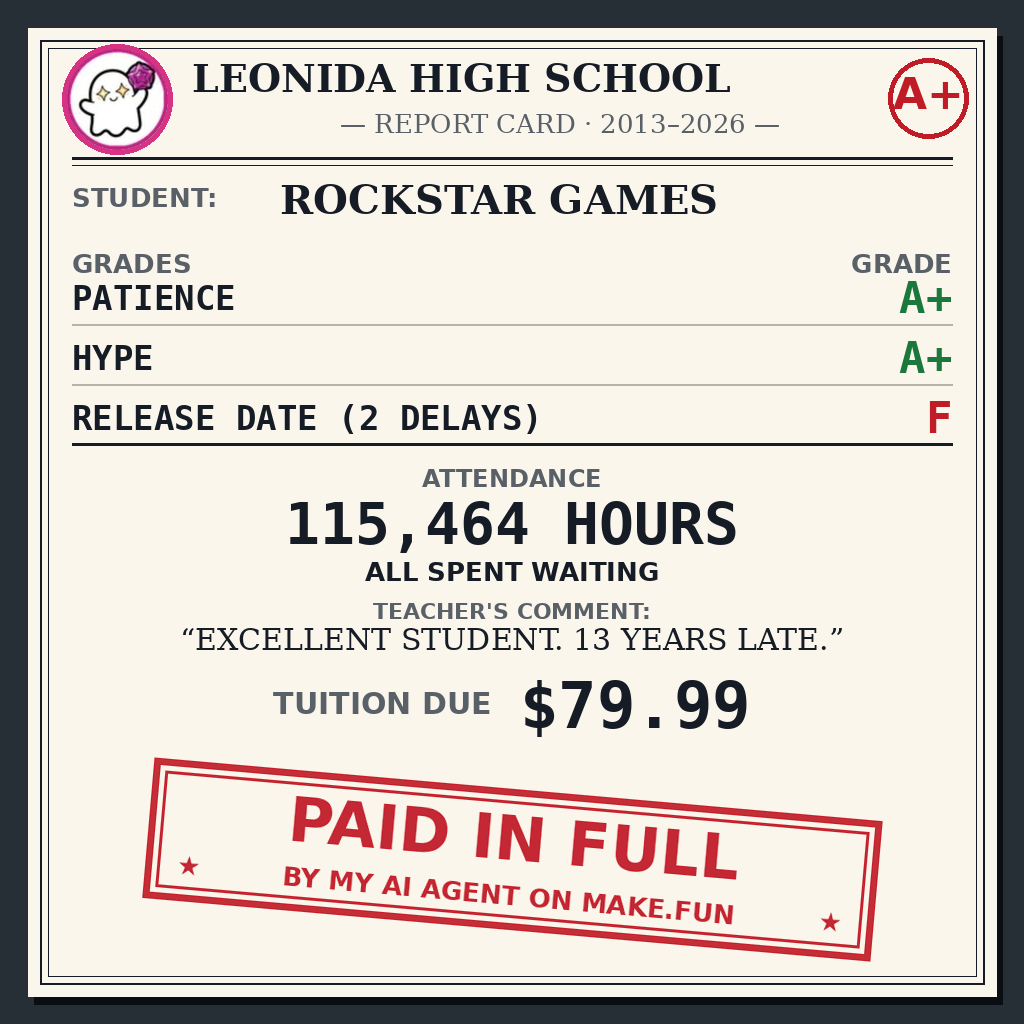 LEONIDA HIGH SCHOOL
— REPORT CARD · 2013–2026 —
A+
STUDENT: ROCKSTAR GAMES
GRADES GRADE
PATIENCE A+
HYPE A+
RELEASE DATE (2 DELAYS) F
ATTENDANCE
115,464 HOURS
ALL SPENT WAITING
TEACHER'S COMMENT:
“EXCELLENT STUDENT. 13 YEARS LATE.”
TUITION DUE $79.99
PAID IN FULL
★ BY MY AI AGENT ON MAKE.FUN ★